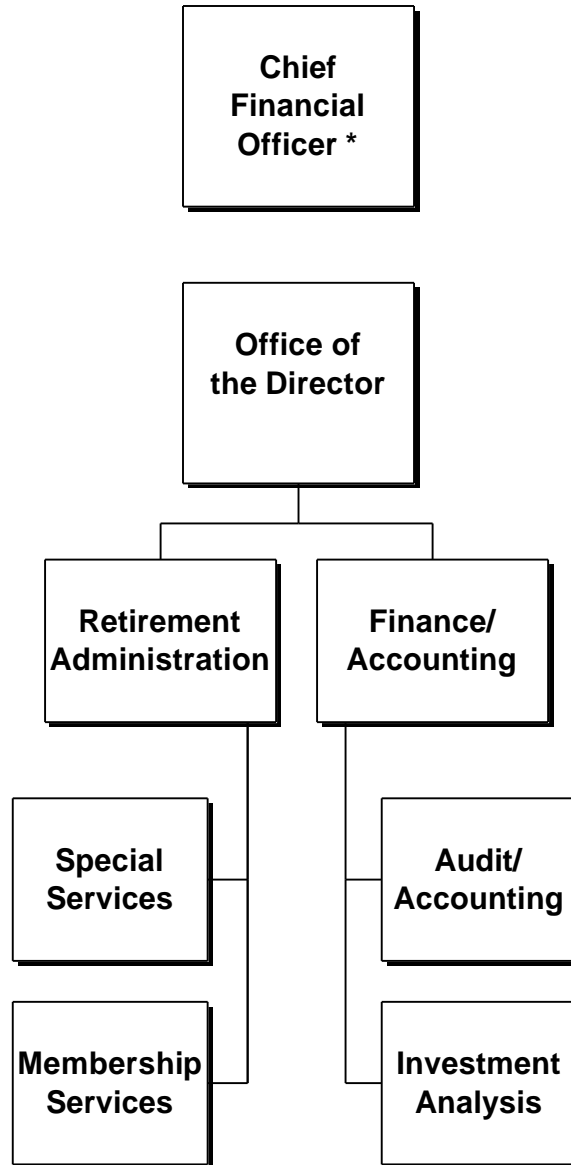 Chief
Financial
Officer *
Office of
the Director
Retirement
Administration
Finance/
Accounting
Special
Services
Audit/
Accounting
Membership
Services
Investment
Analysis